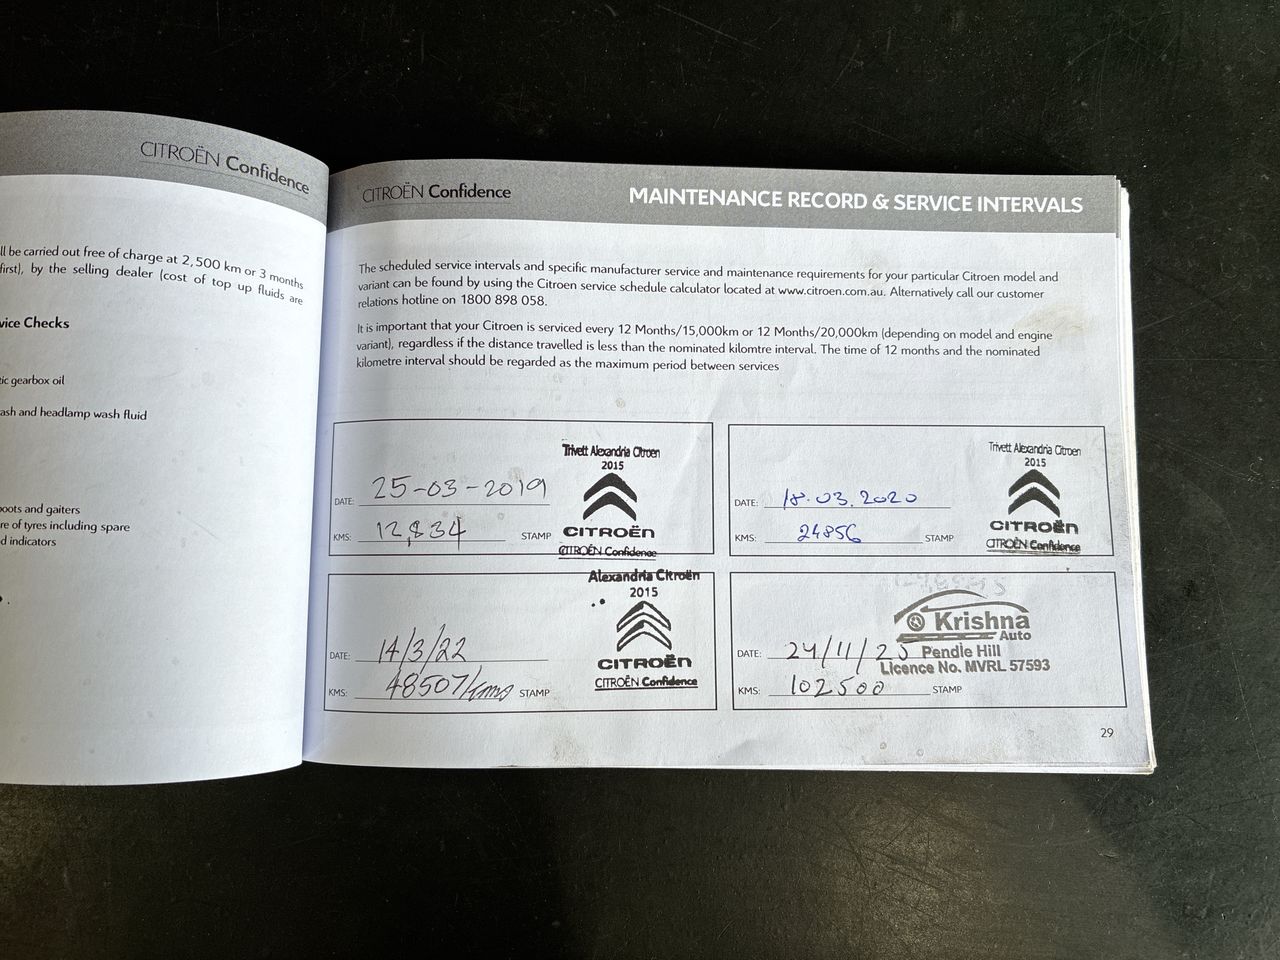 CITROËN Confidence
ll be carried out free of charge at 2,500 km or 3 months
first), by the selling dealer (cost of top up fluids are
vice Checks
tic gearbox oil
ash and headlamp wash fluid
oots and gaiters
re of tyres including spare
d indicators
CITROËN Confidence
MAINTENANCE RECORD & SERVICE INTERVALS
The scheduled service intervals and specific manufacturer service and maintenance requirements for your particular Citroen model and
variant can be found by using the Citroen service schedule calculator located at www.citroen.com.au. Alternatively call our customer
relations hotline on 1800 898 058.
It is important that your Citroen is serviced every 12 Months/15,000km or 12 Months/20,000km (depending on model and engine
variant), regardless if the distance travelled is less than the nominated kilomtre interval. The time of 12 months and the nominated
kilometre interval should be regarded as the maximum period between services
DATE: 25-03-2019
KMS: 12,834 STAMP
Trivett Alexandria Citroen
2015
CITROËN
CITROËN Confidence
DATE: 18.03.2020
KMS: 24856 STAMP
Trivett Alexandria Citroen
2015
CITROËN
CITROËN Confidence
DATE: 14/3/22
KMS: 48507/kms STAMP
Alexandria Citroën
2015
CITROËN
CITROËN Confidence
DATE: 24/11/25
KMS: 102500 STAMP
Krishna
Auto
Pendle Hill
Licence No. MVRL 57593
29